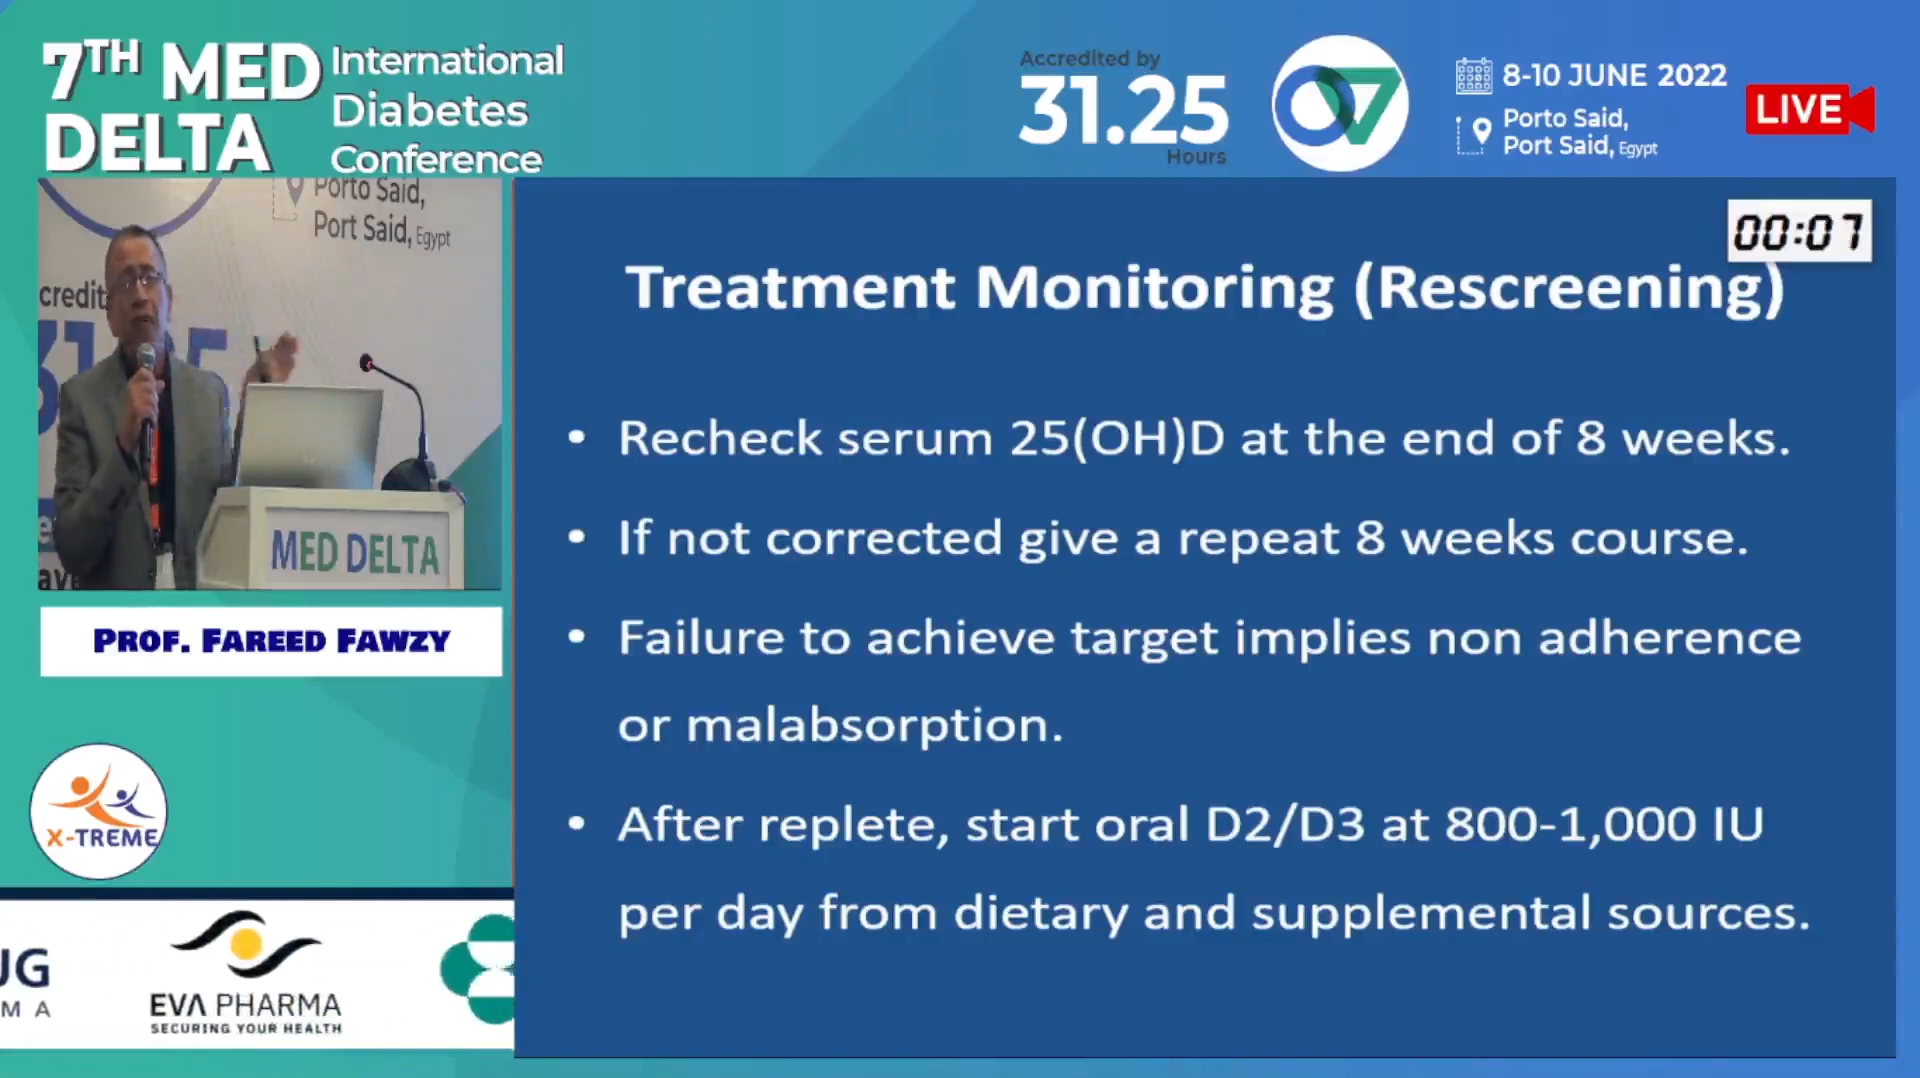 7TH MED
DELTA
International
Diabetes
Conference
Accredited by
31.25
Hours
8-10 JUNE 2022
Porto Said,
Port Said, Egypt
LIVE
Porto Said,
Port Said, Egypt
credit
MED DELTA
PROF. FAREED FAWZY
X-TREME
UG
M A
EVA PHARMA
SECURING YOUR HEALTH
00:07
Treatment Monitoring (Rescreening)
• Recheck serum 25(OH)D at the end of 8 weeks.
• If not corrected give a repeat 8 weeks course.
• Failure to achieve target implies non adherence
or malabsorption.
• After replete, start oral D2/D3 at 800-1,000 IU
per day from dietary and supplemental sources.